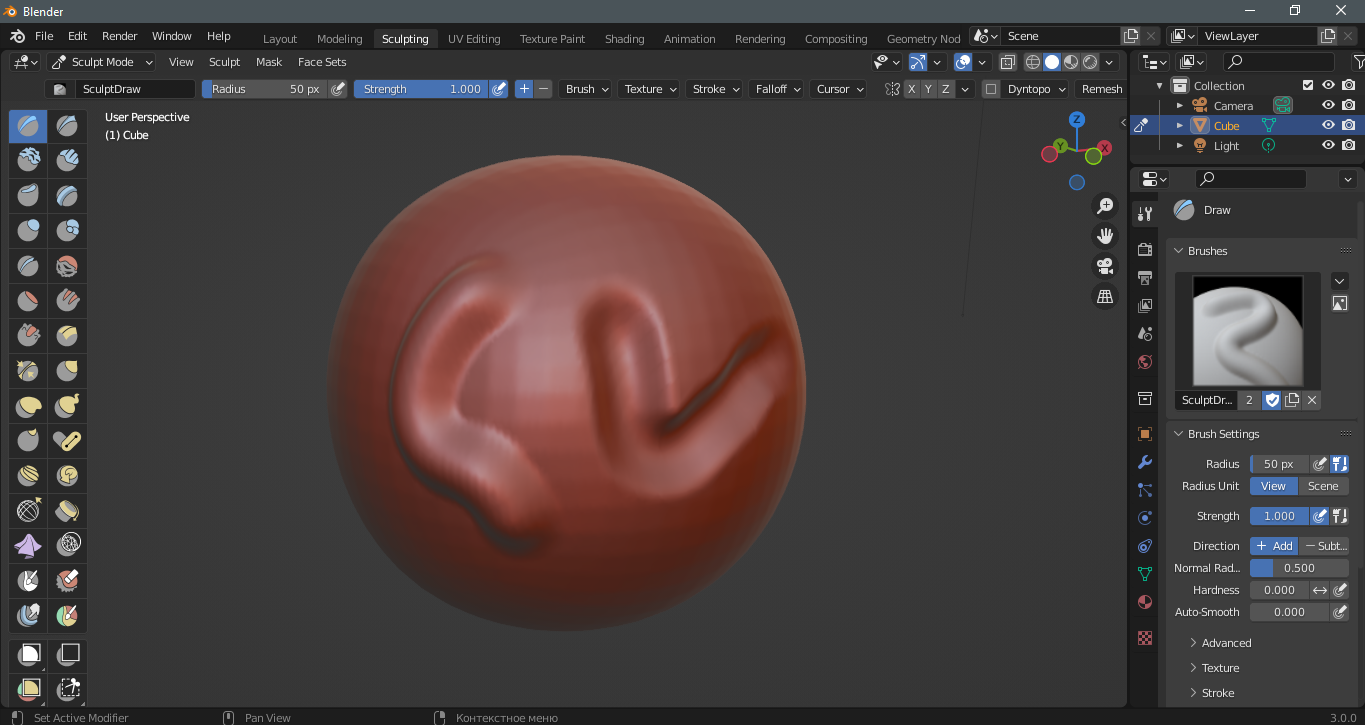 Blender
File Edit Render Window Help Layout Modeling Sculpting UV Editing Texture Paint Shading Animation Rendering Compositing Geometry Nod Scene ViewLayer
Sculpt Mode View Sculpt Mask Face Sets
SculptDraw Radius 50 px Strength 1.000 Brush Texture Stroke Falloff Cursor X Y Z Dyntopo Remesh
User Perspective
(1) Cube
Z
Y X
Collection
Camera
Cube
Light
Draw
Brushes
SculptDr... 2
Brush Settings
Radius 50 px
Radius Unit View Scene
Strength 1.000
Direction + Add − Subt...
Normal Rad... 0.500
Hardness 0.000
Auto-Smooth 0.000
Advanced
Texture
Stroke
Set Active Modifier Pan View Контекстное меню 3.0.0